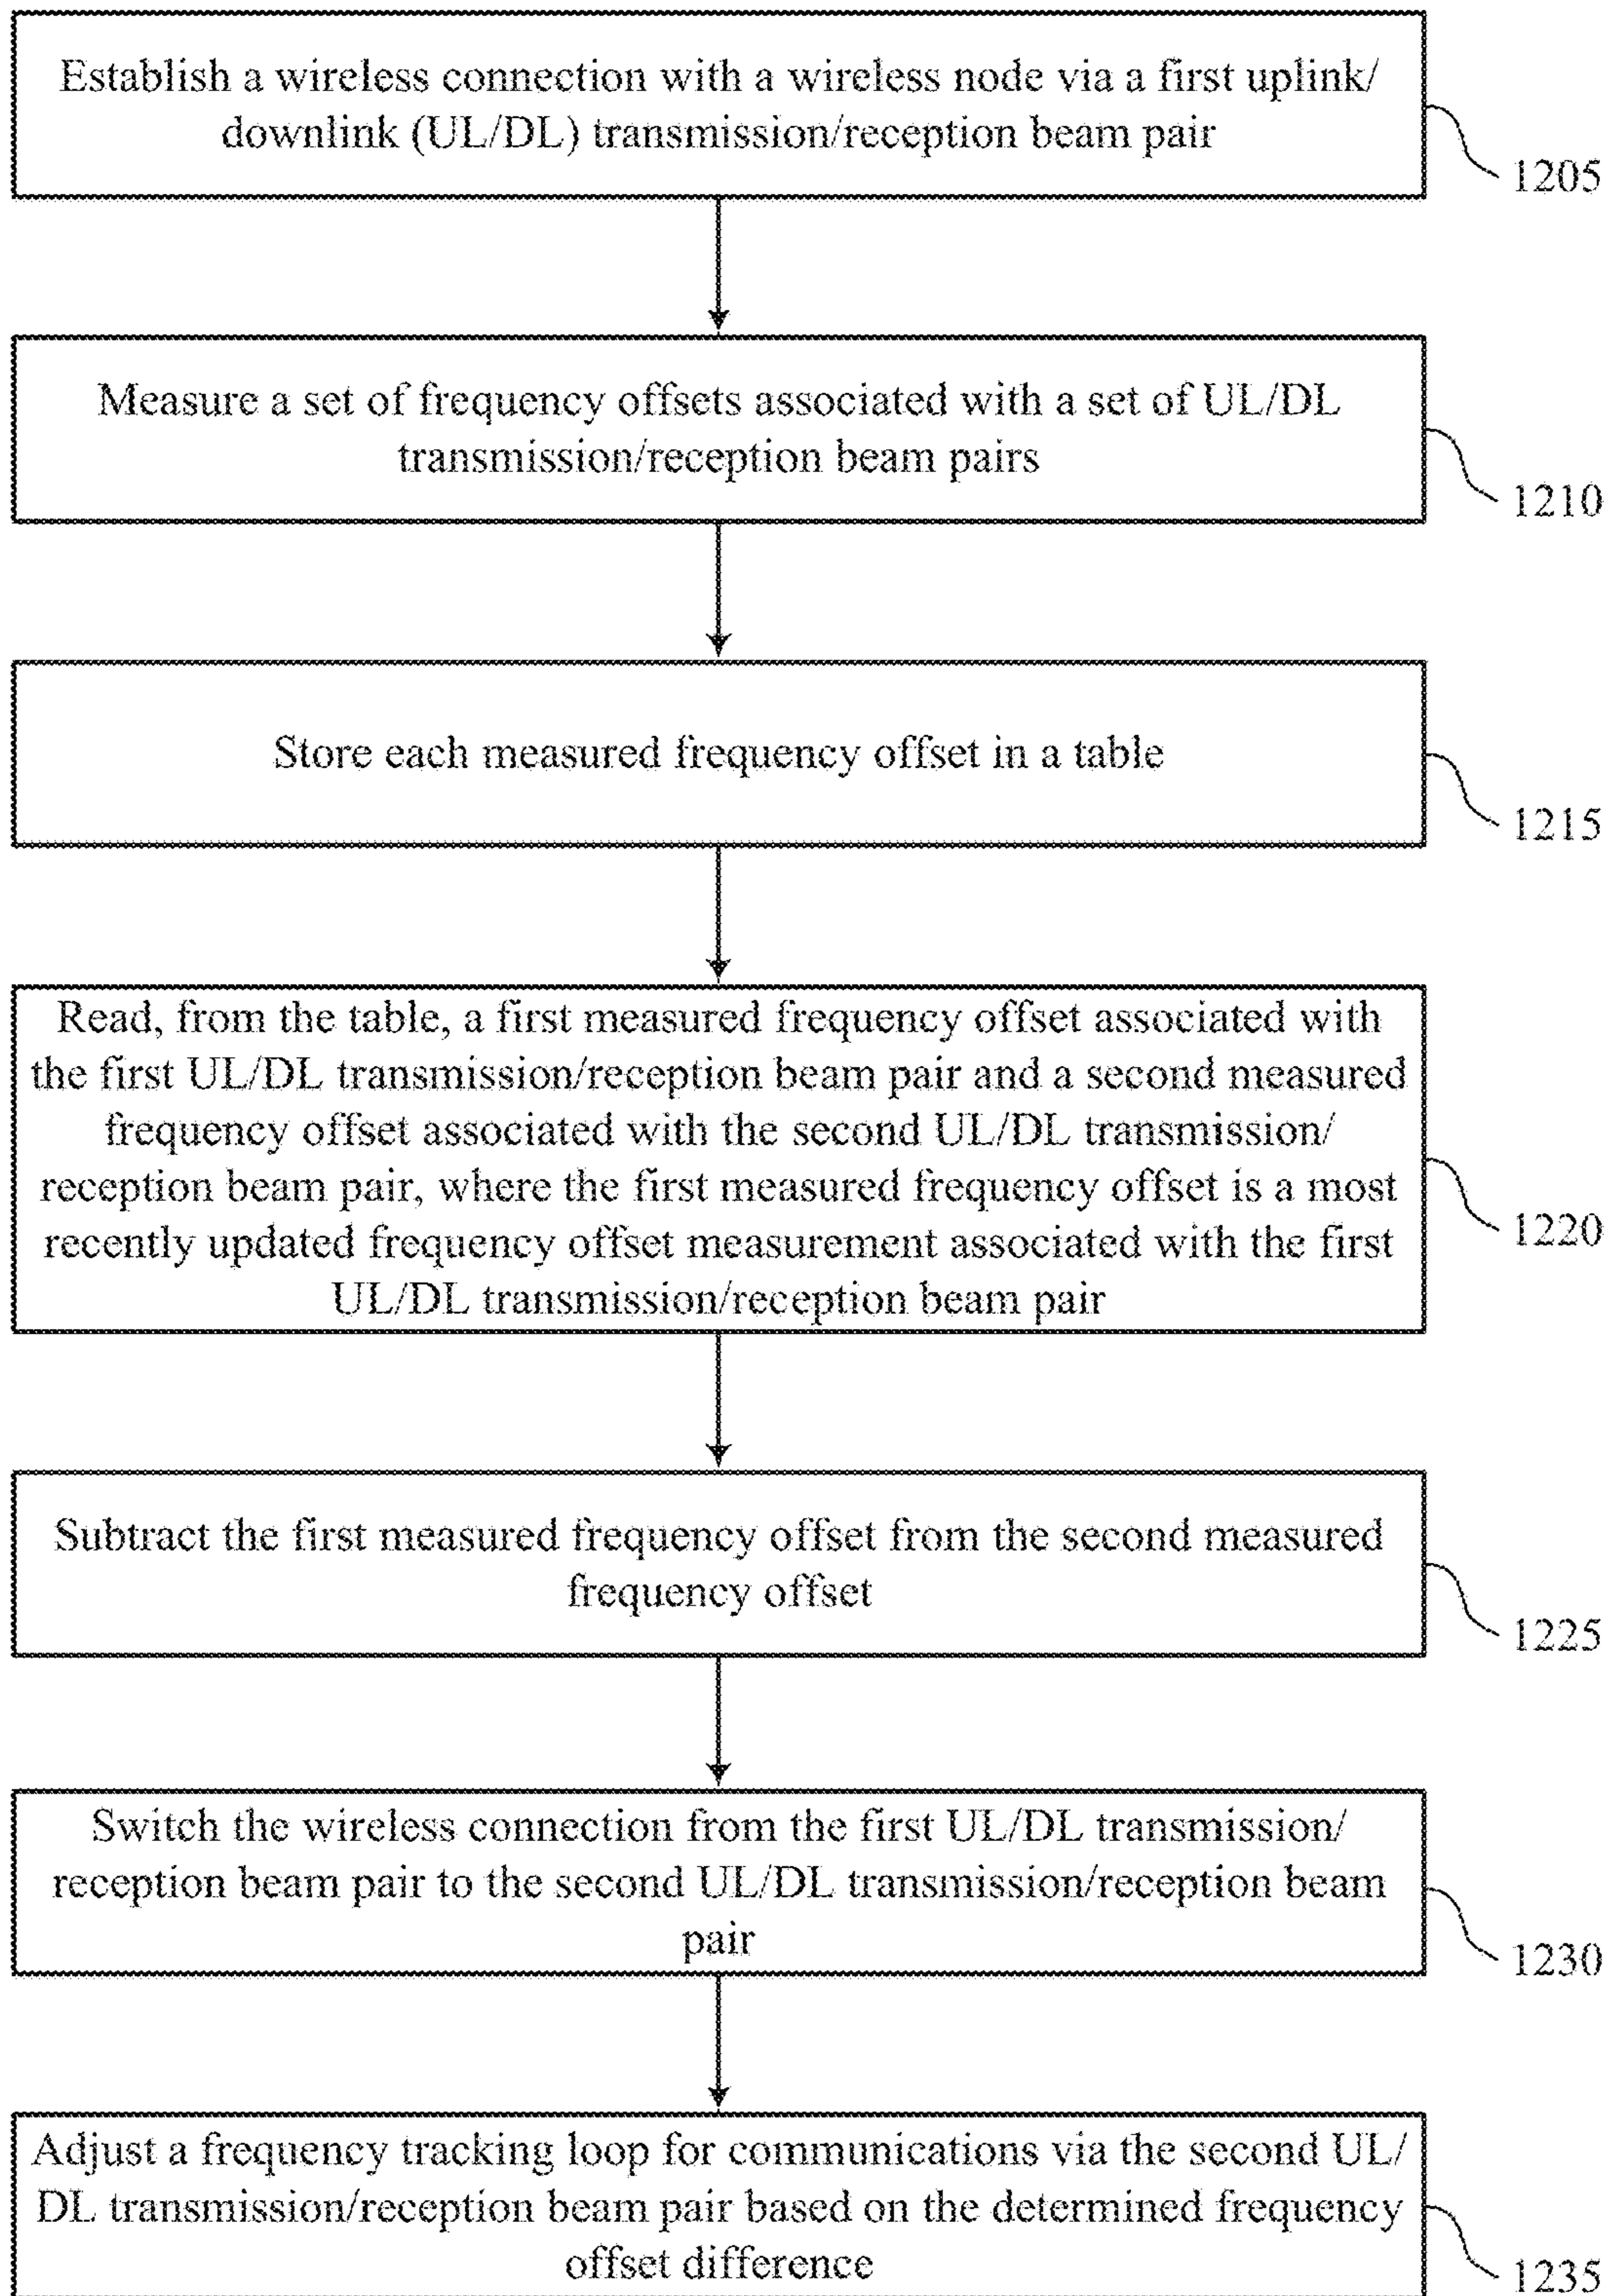 Establish a wireless connection with a wireless node via a first uplink/
downlink (UL/DL) transmission/reception beam pair
1205
Measure a set of frequency offsets associated with a set of UL/DL
transmission/reception beam pairs
1210
Store each measured frequency offset in a table
1215
Read, from the table, a first measured frequency offset associated with
the first UL/DL transmission/reception beam pair and a second measured
frequency offset associated with the second UL/DL transmission/
reception beam pair, where the first measured frequency offset is a most
recently updated frequency offset measurement associated with the first
UL/DL transmission/reception beam pair
1220
Subtract the first measured frequency offset from the second measured
frequency offset
1225
Switch the wireless connection from the first UL/DL transmission/
reception beam pair to the second UL/DL transmission/reception beam
pair
1230
Adjust a frequency tracking loop for communications via the second UL/
DL transmission/reception beam pair based on the determined frequency
offset difference
1235